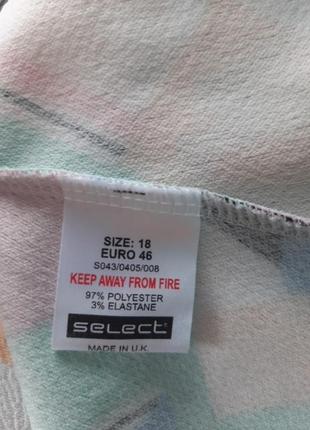 SIZE: 18
EURO 46
S043/0405/008
KEEP AWAY FROM FIRE
97% POLYESTER
3% ELASTANE
select
MADE IN U.K.